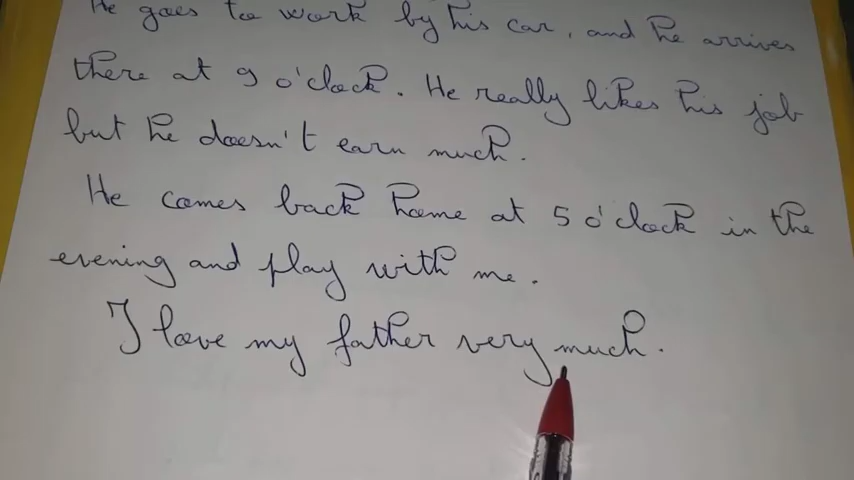 He goes to work by his car, and he arrives
there at 9 o'clock. He really likes his job
but he doesn't earn much.
He comes back home at 5 o'clock in the
evening and play with me.
I love my father very much.